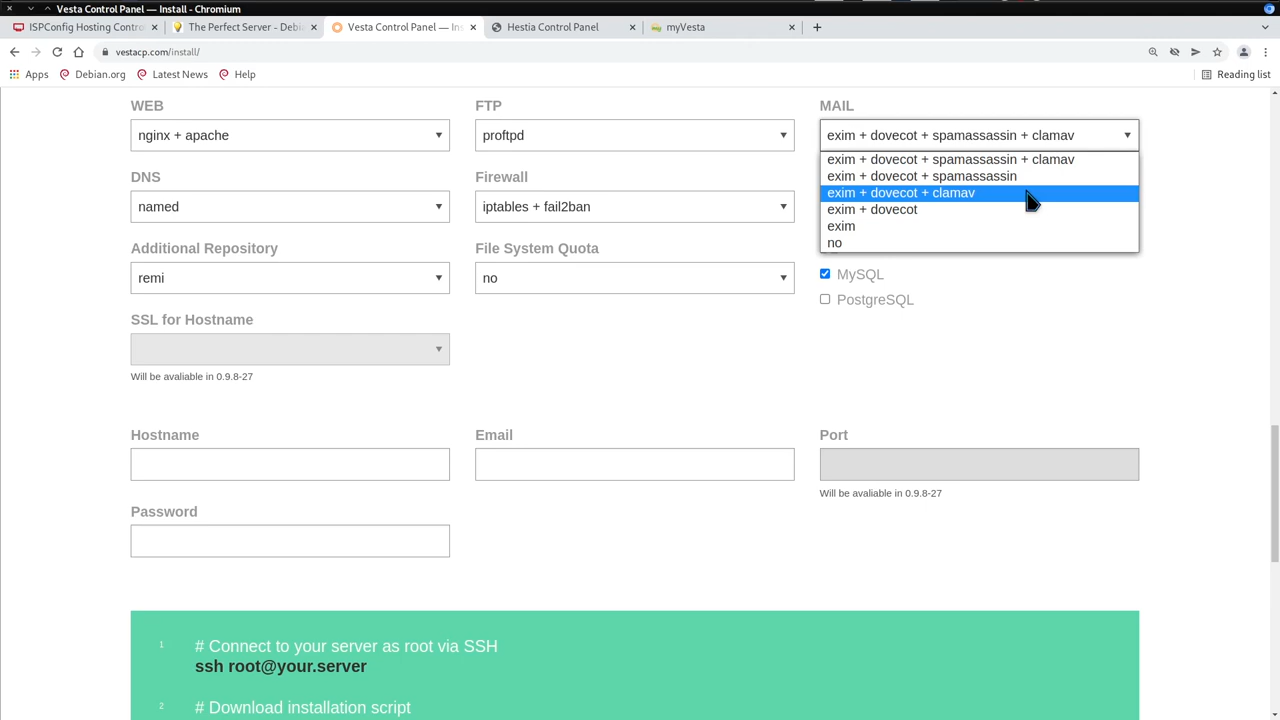 Vesta Control Panel — Install - Chromium
ISPConfig Hosting Contro
The Perfect Server - Debi
Vesta Control Panel — Ins
Hestia Control Panel
myVesta
vestacp.com/install/
Apps
Debian.org
Latest News
Help
Reading list
WEB
FTP
MAIL
nginx + apache
proftpd
exim + dovecot + spamassassin + clamav
exim + dovecot + spamassassin + clamav
exim + dovecot + spamassassin
exim + dovecot + clamav
exim + dovecot
exim
no
DNS
Firewall
named
iptables + fail2ban
Additional Repository
File System Quota
remi
no
MySQL
PostgreSQL
SSL for Hostname
Will be avaliable in 0.9.8-27
Hostname
Email
Port
Will be avaliable in 0.9.8-27
Password
1 # Connect to your server as root via SSH
ssh root@your.server
2 # Download installation script